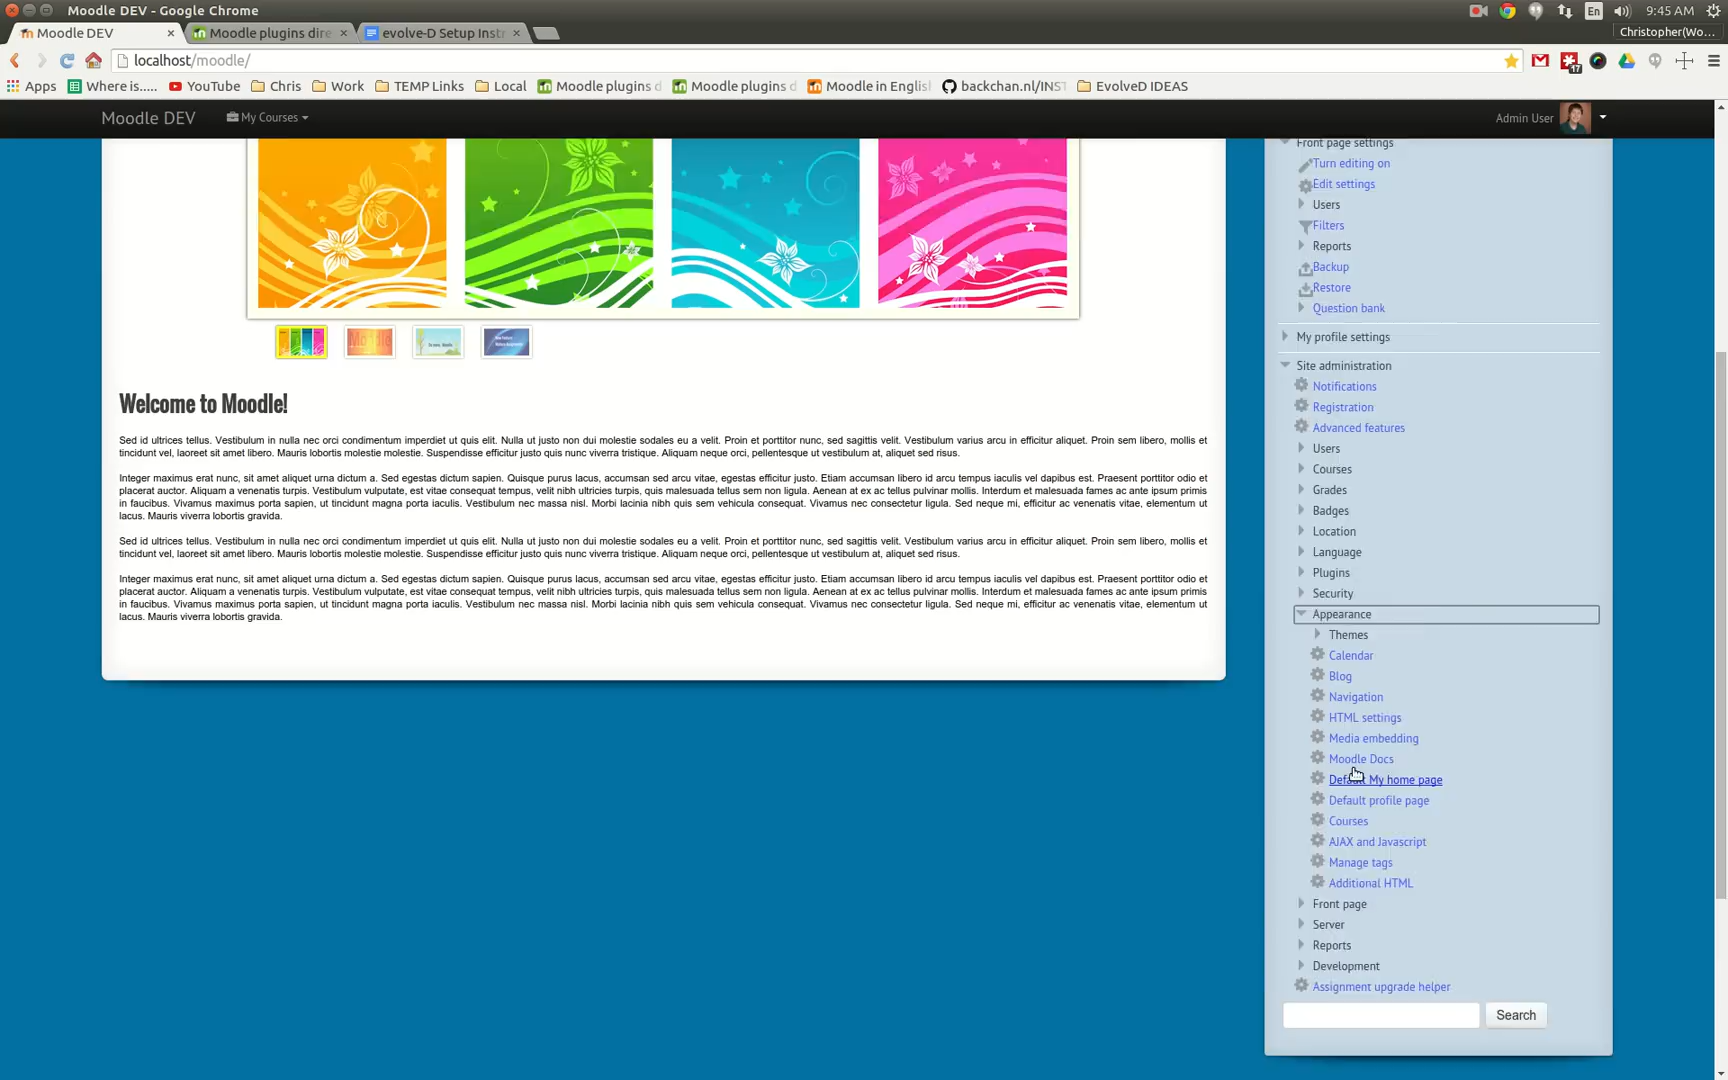 Moodle DEV - Google Chrome
En
9:45 AM
Moodle DEV
Moodle plugins dire
evolve-D Setup Inst
Christopher(Wo...
localhost/moodle/
17
Apps
Where is.....
YouTube
Chris
Work
TEMP Links
Local
Moodle plugins d
Moodle plugins d
Moodle in Englis
backchan.nl/INST
EvolveD IDEAS
Moodle DEV
My Courses
Admin User
Front page settings
Turn editing on
Edit settings
Users
Filters
Reports
Backup
Restore
Question bank
My profile settings
Site administration
Notifications
Registration
Advanced features
Users
Courses
Grades
Badges
Location
Language
Plugins
Security
Appearance
Themes
Calendar
Blog
Navigation
HTML settings
Media embedding
Moodle Docs
Default My home page
Default profile page
Courses
AJAX and Javascript
Manage tags
Additional HTML
Front page
Server
Reports
Development
Assignment upgrade helper
Search
Welcome to Moodle!
Sed id ultrices tellus. Vestibulum in nulla nec orci condimentum imperdiet ut quis elit. Nulla ut justo non dui molestie sodales eu a velit. Proin et porttitor nunc, sed sagittis velit. Vestibulum varius arcu in efficitur aliquet. Proin sem libero, mollis et
tincidunt vel, laoreet sit amet libero. Mauris lobortis molestie molestie. Suspendisse efficitur justo quis nunc viverra tristique. Aliquam neque orci, pellentesque ut vestibulum at, aliquet sed risus.
Integer maximus erat nunc, sit amet aliquet urna dictum a. Sed egestas dictum sapien. Quisque purus lacus, accumsan sed arcu vitae, egestas efficitur justo. Etiam accumsan libero id arcu tempus iaculis vel dapibus est. Praesent porttitor odio et
placerat auctor. Aliquam a venenatis turpis. Vestibulum vulputate, est vitae consequat tempus, velit nibh ultricies turpis, quis malesuada tellus sem non ligula. Aenean at ex ac tellus pulvinar mollis. Interdum et malesuada fames ac ante ipsum primis
in faucibus. Vivamus maximus porta sapien, ut tincidunt magna porta iaculis. Vestibulum nec massa nisl. Morbi lacinia nibh quis sem vehicula consequat. Vivamus nec consectetur ligula. Sed neque mi, efficitur ac venenatis vitae, elementum ut
lacus. Mauris viverra lobortis gravida.
Sed id ultrices tellus. Vestibulum in nulla nec orci condimentum imperdiet ut quis elit. Nulla ut justo non dui molestie sodales eu a velit. Proin et porttitor nunc, sed sagittis velit. Vestibulum varius arcu in efficitur aliquet. Proin sem libero, mollis et
tincidunt vel, laoreet sit amet libero. Mauris lobortis molestie molestie. Suspendisse efficitur justo quis nunc viverra tristique. Aliquam neque orci, pellentesque ut vestibulum at, aliquet sed risus.
Integer maximus erat nunc, sit amet aliquet urna dictum a. Sed egestas dictum sapien. Quisque purus lacus, accumsan sed arcu vitae, egestas efficitur justo. Etiam accumsan libero id arcu tempus iaculis vel dapibus est. Praesent porttitor odio et
placerat auctor. Aliquam a venenatis turpis. Vestibulum vulputate, est vitae consequat tempus, velit nibh ultricies turpis, quis malesuada tellus sem non ligula. Aenean at ex ac tellus pulvinar mollis. Interdum et malesuada fames ac ante ipsum primis
in faucibus. Vivamus maximus porta sapien, ut tincidunt magna porta iaculis. Vestibulum nec massa nisl. Morbi lacinia nibh quis sem vehicula consequat. Vivamus nec consectetur ligula. Sed neque mi, efficitur ac venenatis vitae, elementum ut
lacus. Mauris viverra lobortis gravida.